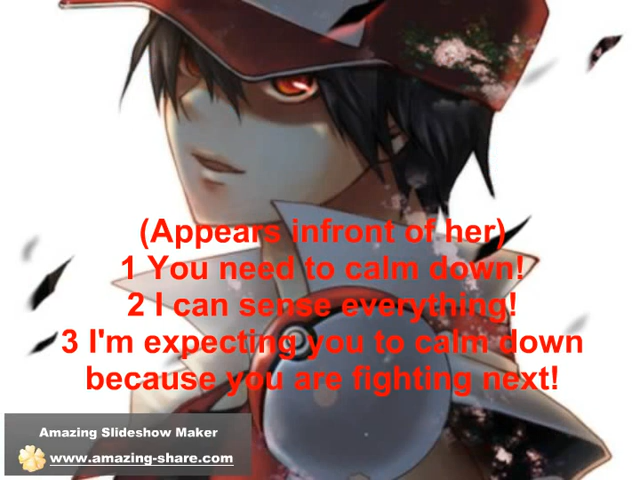 (Appears infront of her)
1 You need to calm down!
2 I can sense everything!
3 I'm expecting you to calm down
because you are fighting next!
Amazing Slideshow Maker
www.amazing-share.com